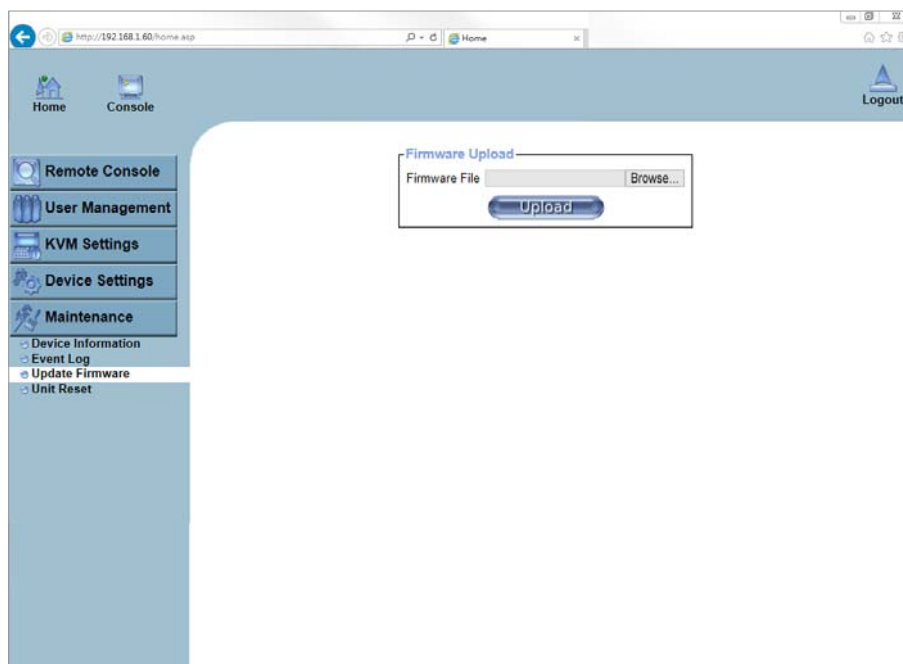 http://192.168.1.60/home.asp
Home
Home
Console
Logout
Remote Console
User Management
KVM Settings
Device Settings
Maintenance
Device Information
Event Log
Update Firmware
Unit Reset
Firmware Upload
Firmware File
Browse...
Upload